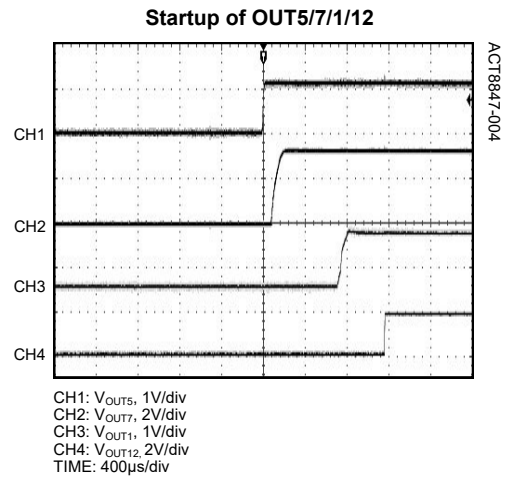 Startup of OUT5/7/1/12
ACT8847-004
CH1
CH2
CH3
CH4
CH1: VOUT5, 1V/div
CH2: VOUT7, 2V/div
CH3: VOUT1, 1V/div
CH4: VOUT12, 2V/div
TIME: 400µs/div